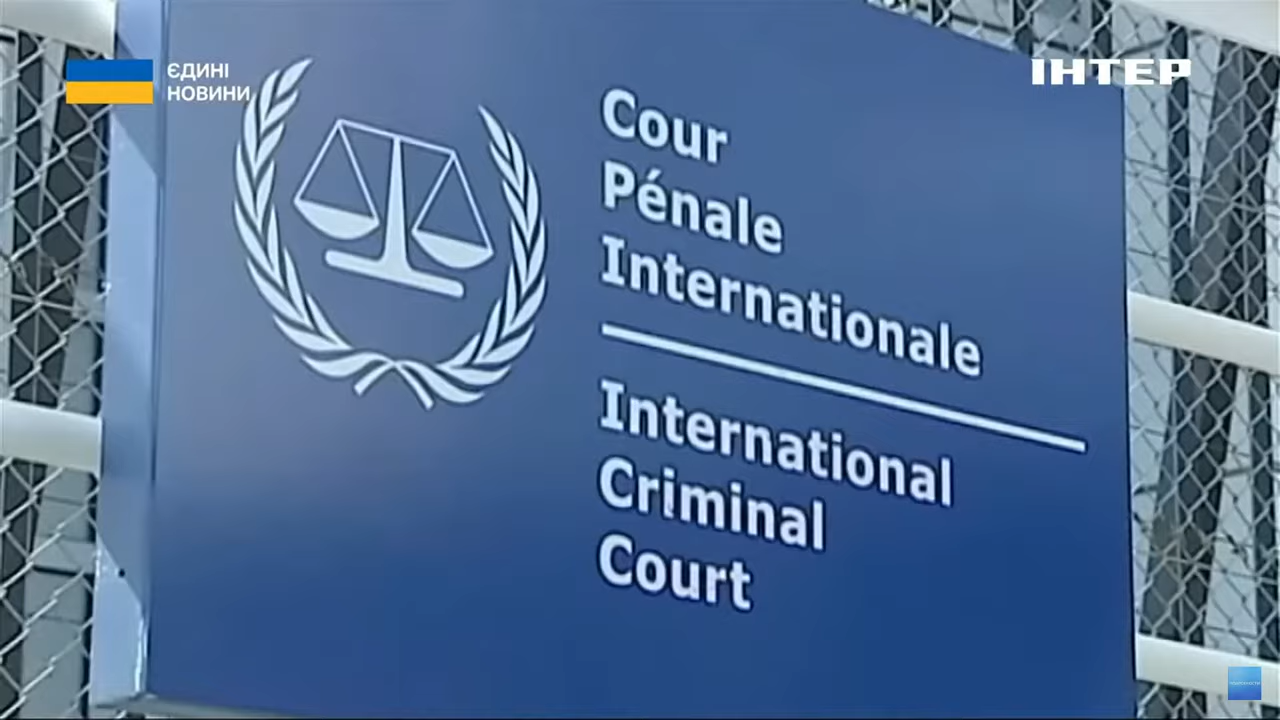 ЄДИНІ
НОВИНИ
ІНТЕР
Cour
Pénale
Internationale
International
Criminal
Court